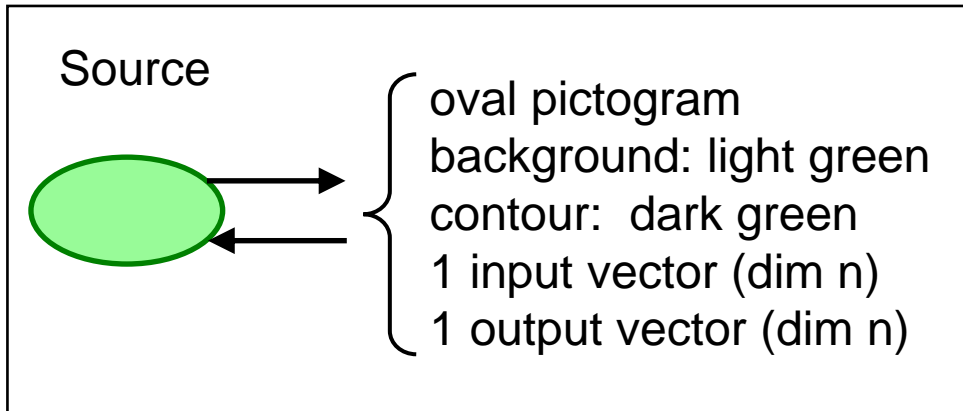 Source
oval pictogram
background: light green
contour:  dark green
1 input vector (dim n)
1 output vector (dim n)